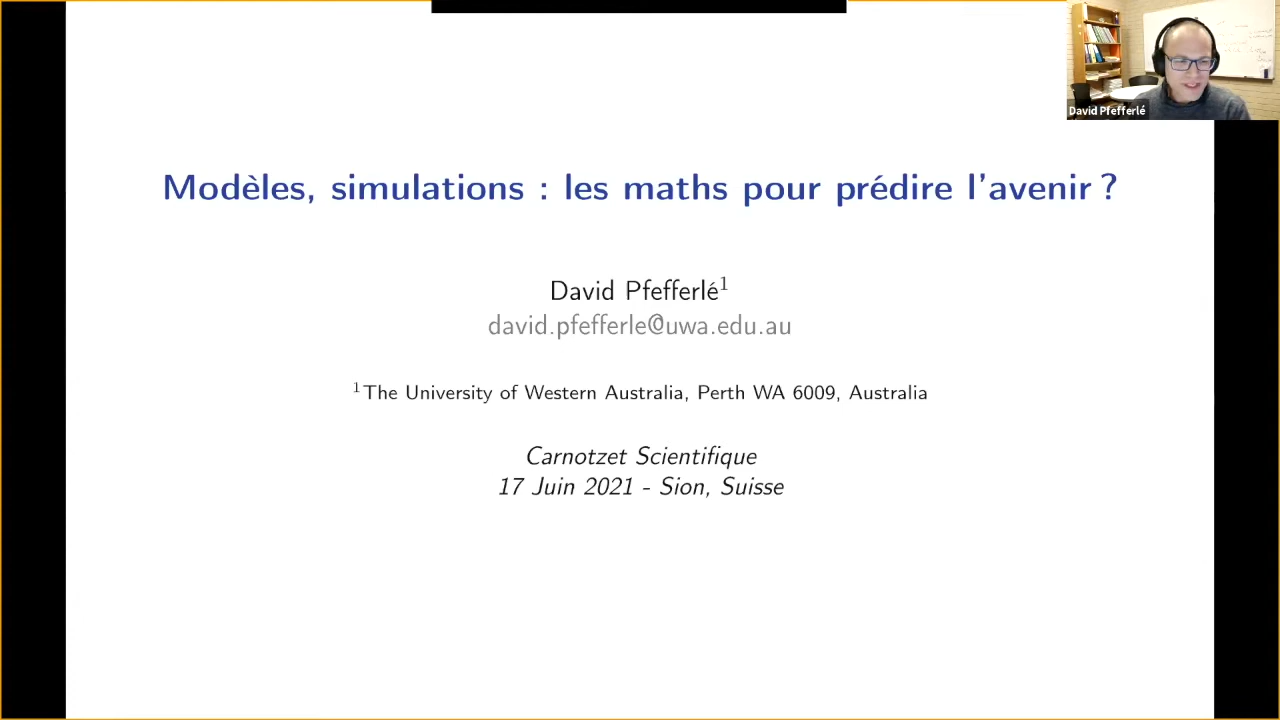 David Pfefferlé
Modèles, simulations : les maths pour prédire l'avenir ?
David Pfefferlé¹
david.pfefferle@uwa.edu.au
¹The University of Western Australia, Perth WA 6009, Australia
Carnotzet Scientifique
17 Juin 2021 - Sion, Suisse